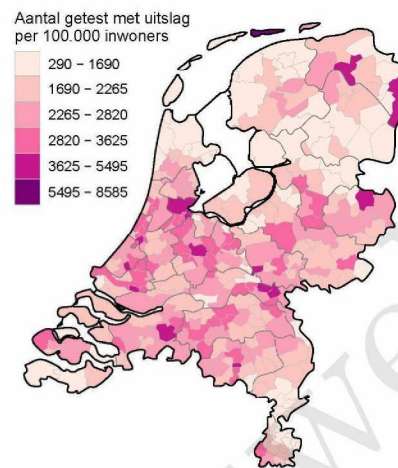 Aantal getest met uitslag
per 100.000 inwoners
290 – 1690
1690 – 2265
2265 – 2820
2820 – 3625
3625 – 5495
5495 – 8585